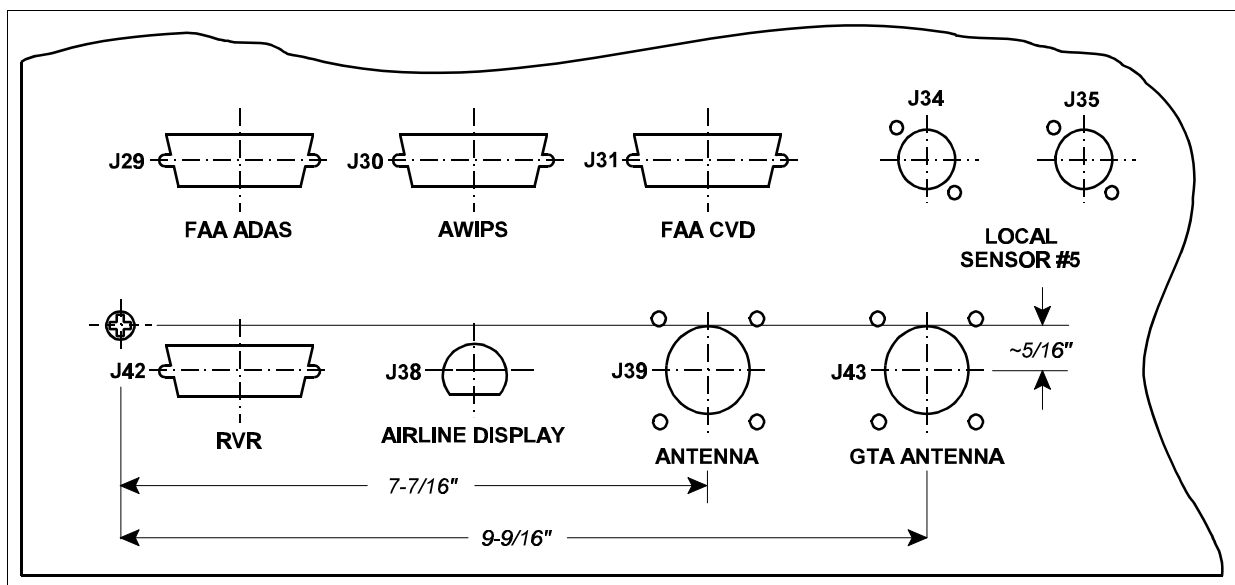 J34
J35
J29
J30
J31
FAA ADAS
AWIPS
FAA CVD
LOCAL
SENSOR #5
~5/16"
J42
J38
J39
J43
RVR
AIRLINE DISPLAY
ANTENNA
GTA ANTENNA
7-7/16"
9-9/16"